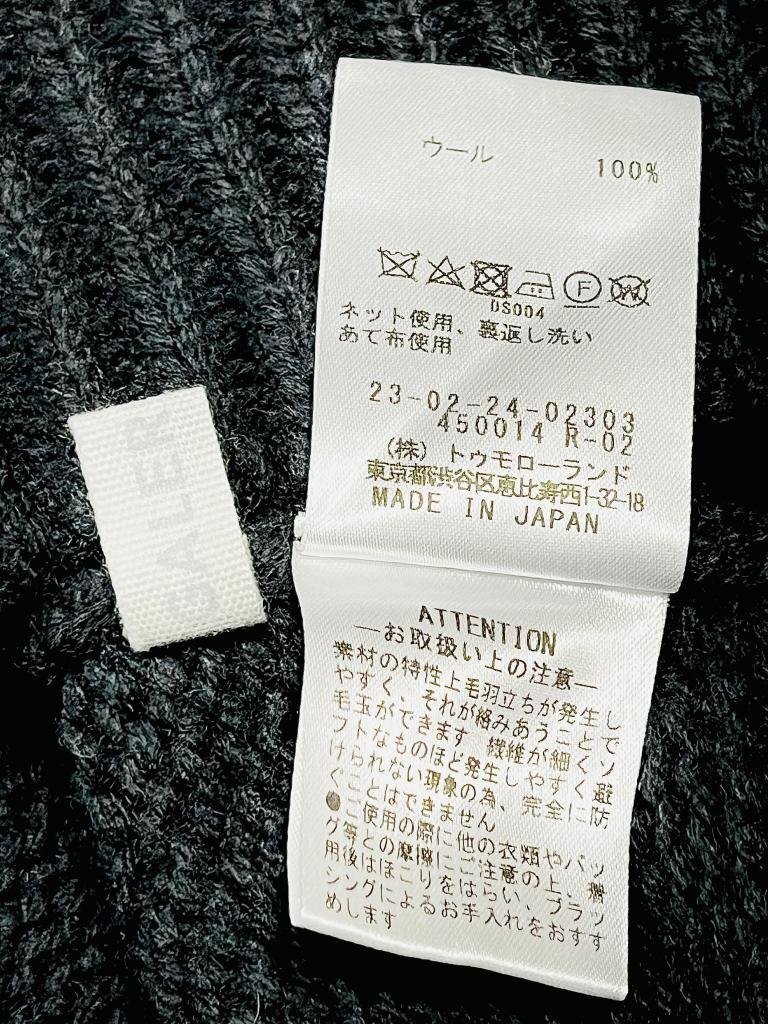 ウール 100%
F W
US004
ネット使用、裏返し洗い
あて布使用
23-02-24-02303
450014 R-02
(株) トゥモローランド
東京都渋谷区恵比寿西1-32-18
MADE IN JAPAN
ATTENTION
―お取扱い上の注意―
素材の特性上毛羽立ちが発生し
やすく、それが絡みあうことで
毛玉ができます。繊維が細くソ
フトなものほど発生しやすく避
けられない現象の為、完全に防
ぐことはできません
●ご使用の際に他の衣類やバッ
グ等との摩擦にご注意の上、着
用後はほこりをはらい、ブラッ
シングによるお手入れをおすす
めします